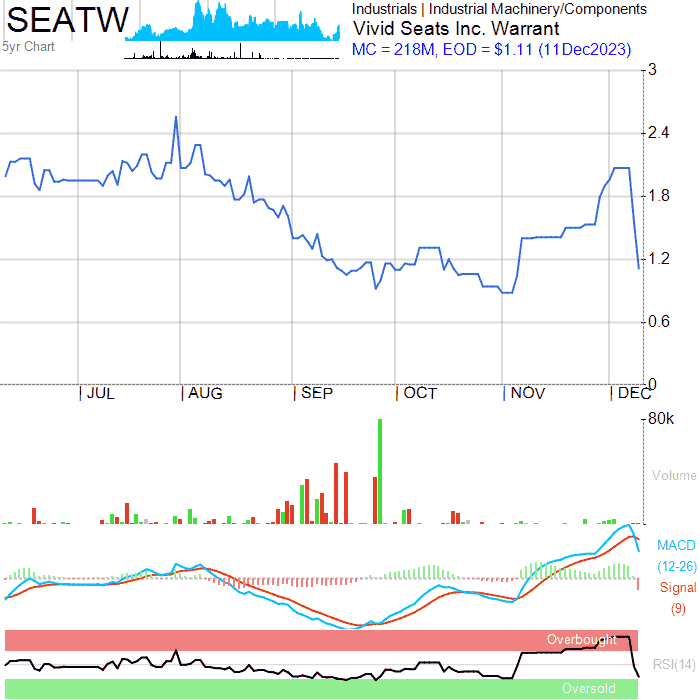 SEATW
5yr Chart
Industrials | Industrial Machinery/Components
Vivid Seats Inc. Warrant
MC = 218M, EOD = $1.11 (11Dec2023)
3
2.4
1.8
1.2
0.6
0
JUL
AUG
SEP
OCT
NOV
DEC
80k
Volume
MACD
(12-26)
Signal
(9)
Overbought
RSI(14)
Oversold